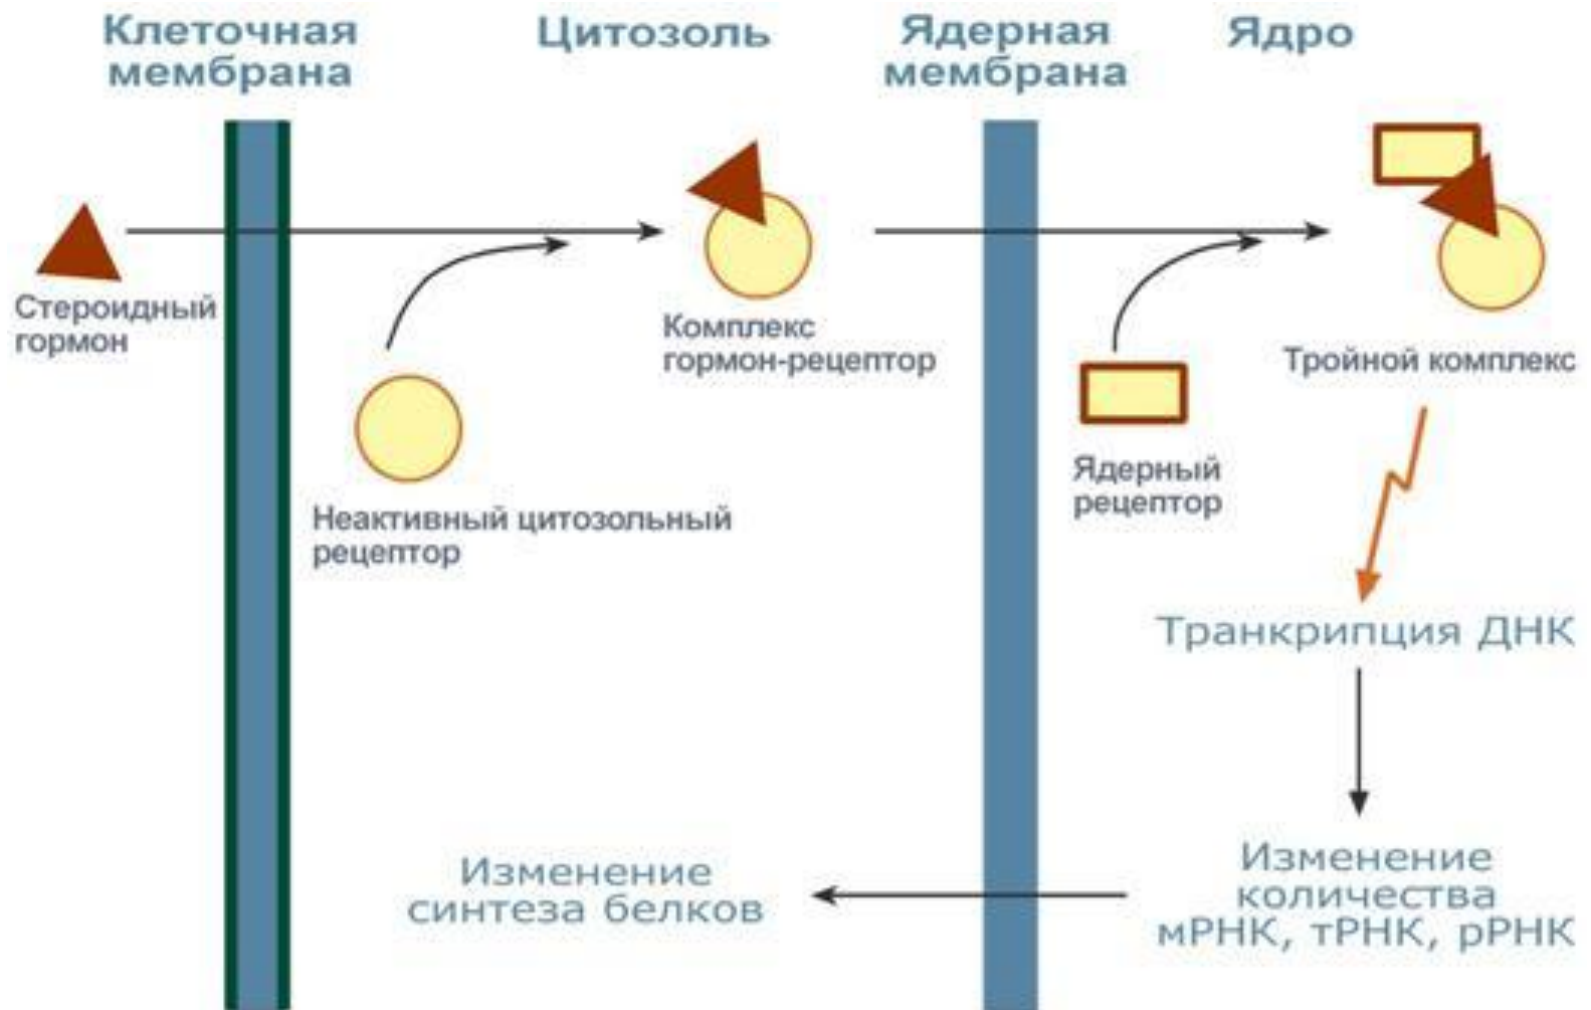 Клеточная
мембрана
Цитозоль
Ядерная
мембрана
Ядро
Стероидный
гормон
Комплекс
гормон-рецептор
Тройной комплекс
Неактивный цитозольный
рецептор
Ядерный
рецептор
Транкрипция ДНК
Изменение
количества
мРНК, тРНК, рРНК
Изменение
синтеза белков